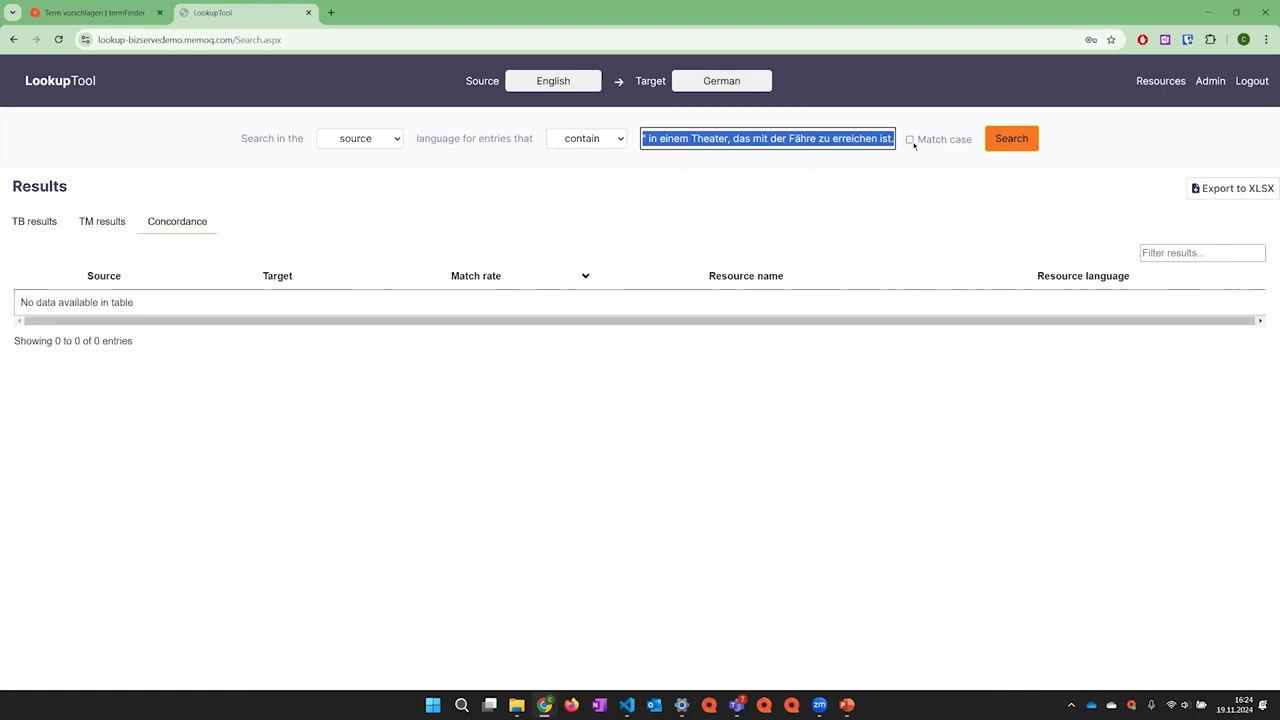 Term vorschlagen | termFinder
LookupTool
lookup-bizservedemo.memoq.com/Search.aspx
C
LookupTool
Source English → Target German
Resources Admin Logout
Search in the source language for entries that contain " in einem Theater, das mit der Fähre zu erreichen ist. Match case Search
Results
Export to XLSX
TB results TM results Concordance
Filter results...
Source Target Match rate Resource name Resource language
No data available in table
Showing 0 to 0 of 0 entries
16:24
19.11.2024